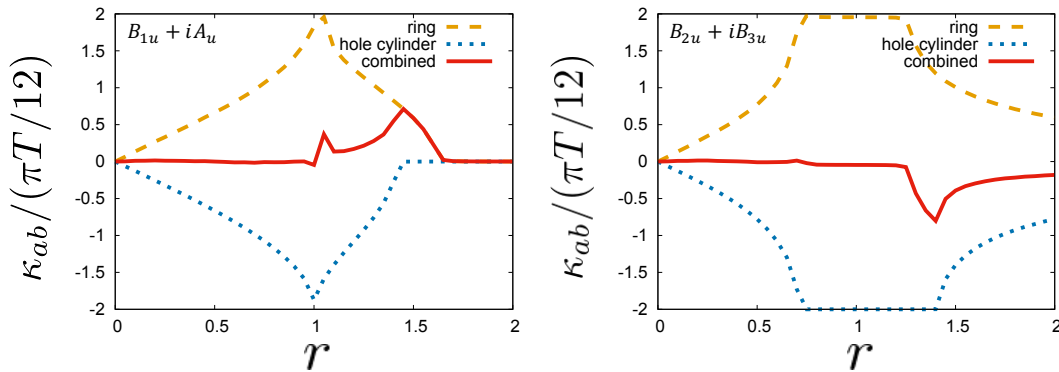 B₁ᵤ + iAᵤ
ring
hole cylinder
combined
2
1.5
1
0.5
0
-0.5
-1
-1.5
-2
0
0.5
1
1.5
2
κ_ab/(πT/12)
r
B₂ᵤ + iB₃ᵤ
ring
hole cylinder
combined
2
1.5
1
0.5
0
-0.5
-1
-1.5
-2
0
0.5
1
1.5
2
κ_ab/(πT/12)
r